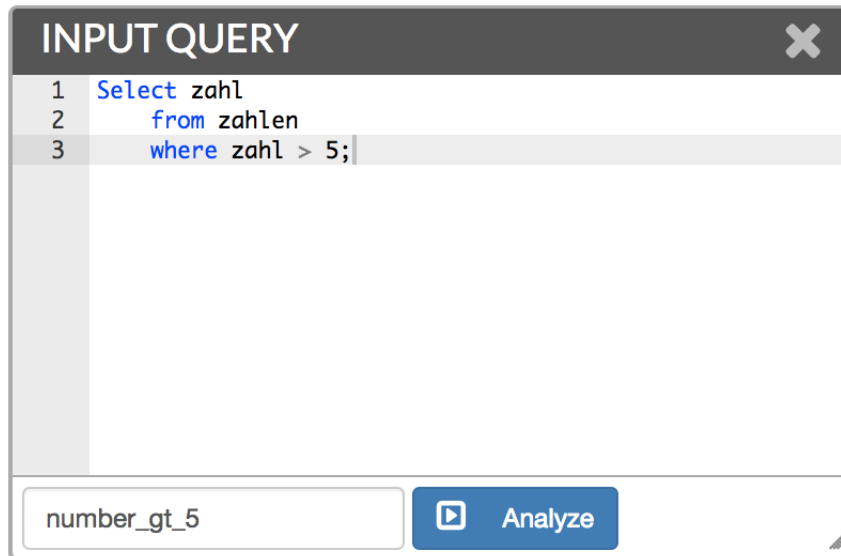 INPUT QUERY
1 Select zahl
2 from zahlen
3 where zahl > 5;
number_gt_5
Analyze